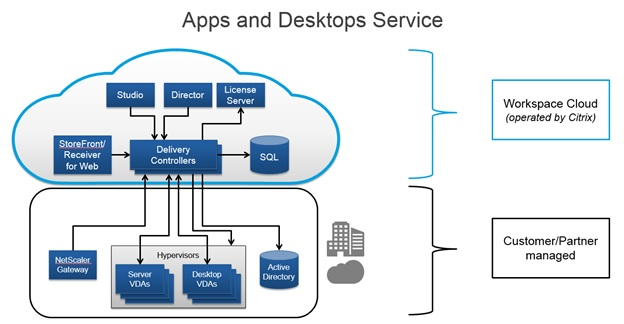 Apps and Desktops Service
Studio
Director
License
Server
StoreFront/
Receiver
for Web
Delivery
Controllers
SQL
Workspace Cloud
(operated by Citrix)
NetScaler
Gateway
Hypervisors
Server
VDAs
Desktop
VDAs
Active
Directory
Customer/Partner
managed